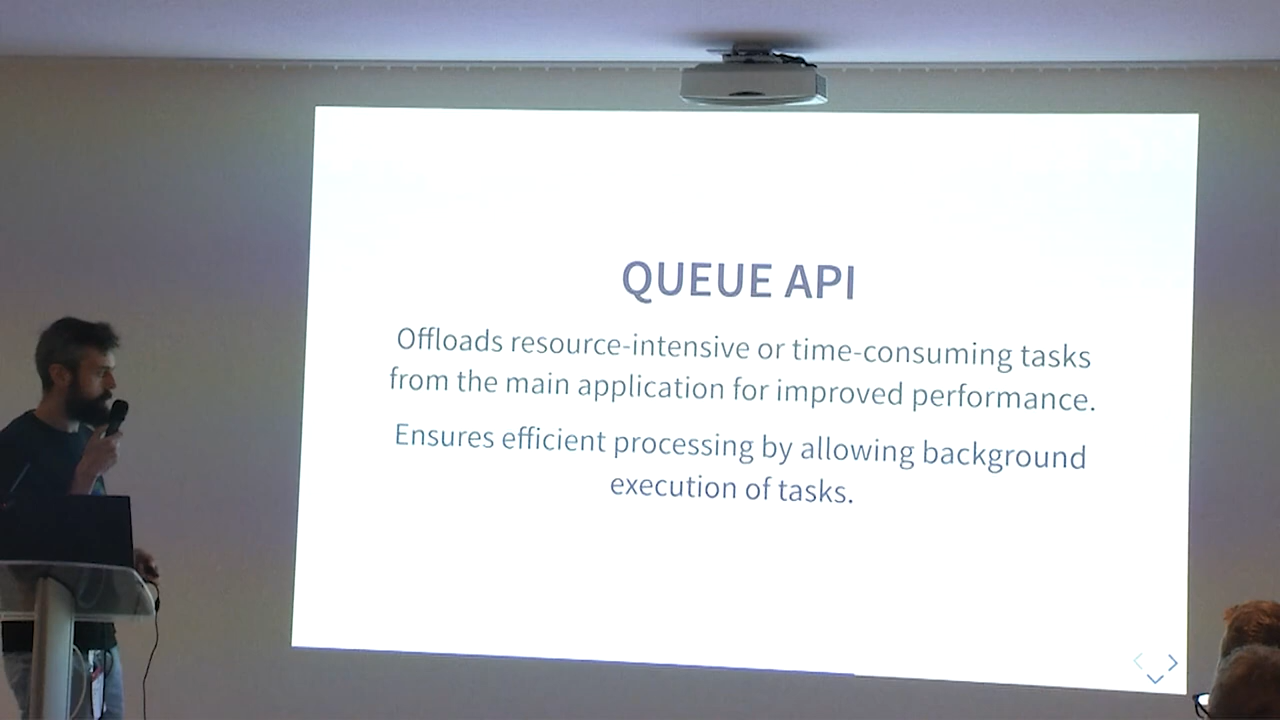 QUEUE API
Offloads resource-intensive or time-consuming tasks
from the main application for improved performance.
Ensures efficient processing by allowing background
execution of tasks.